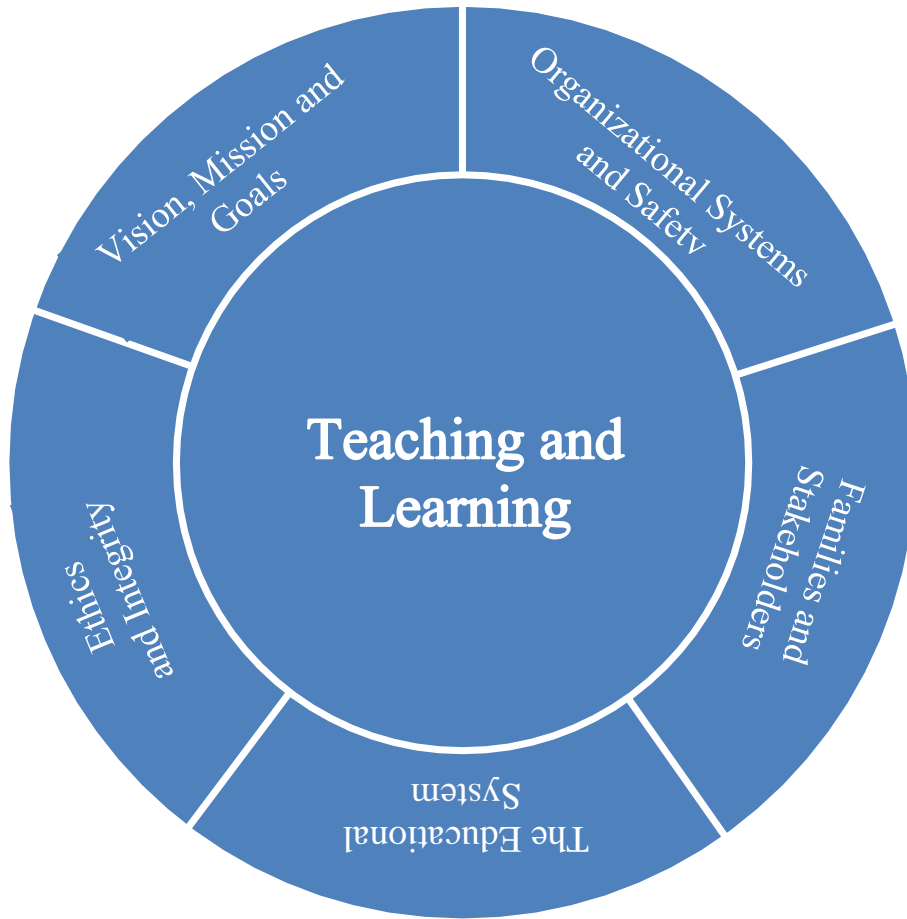 Vision, Mission and
Goals
Organizational Systems
and Safety
Families and
Stakeholders
The Educational
System
Ethics
and Integrity
Teaching and
Learning